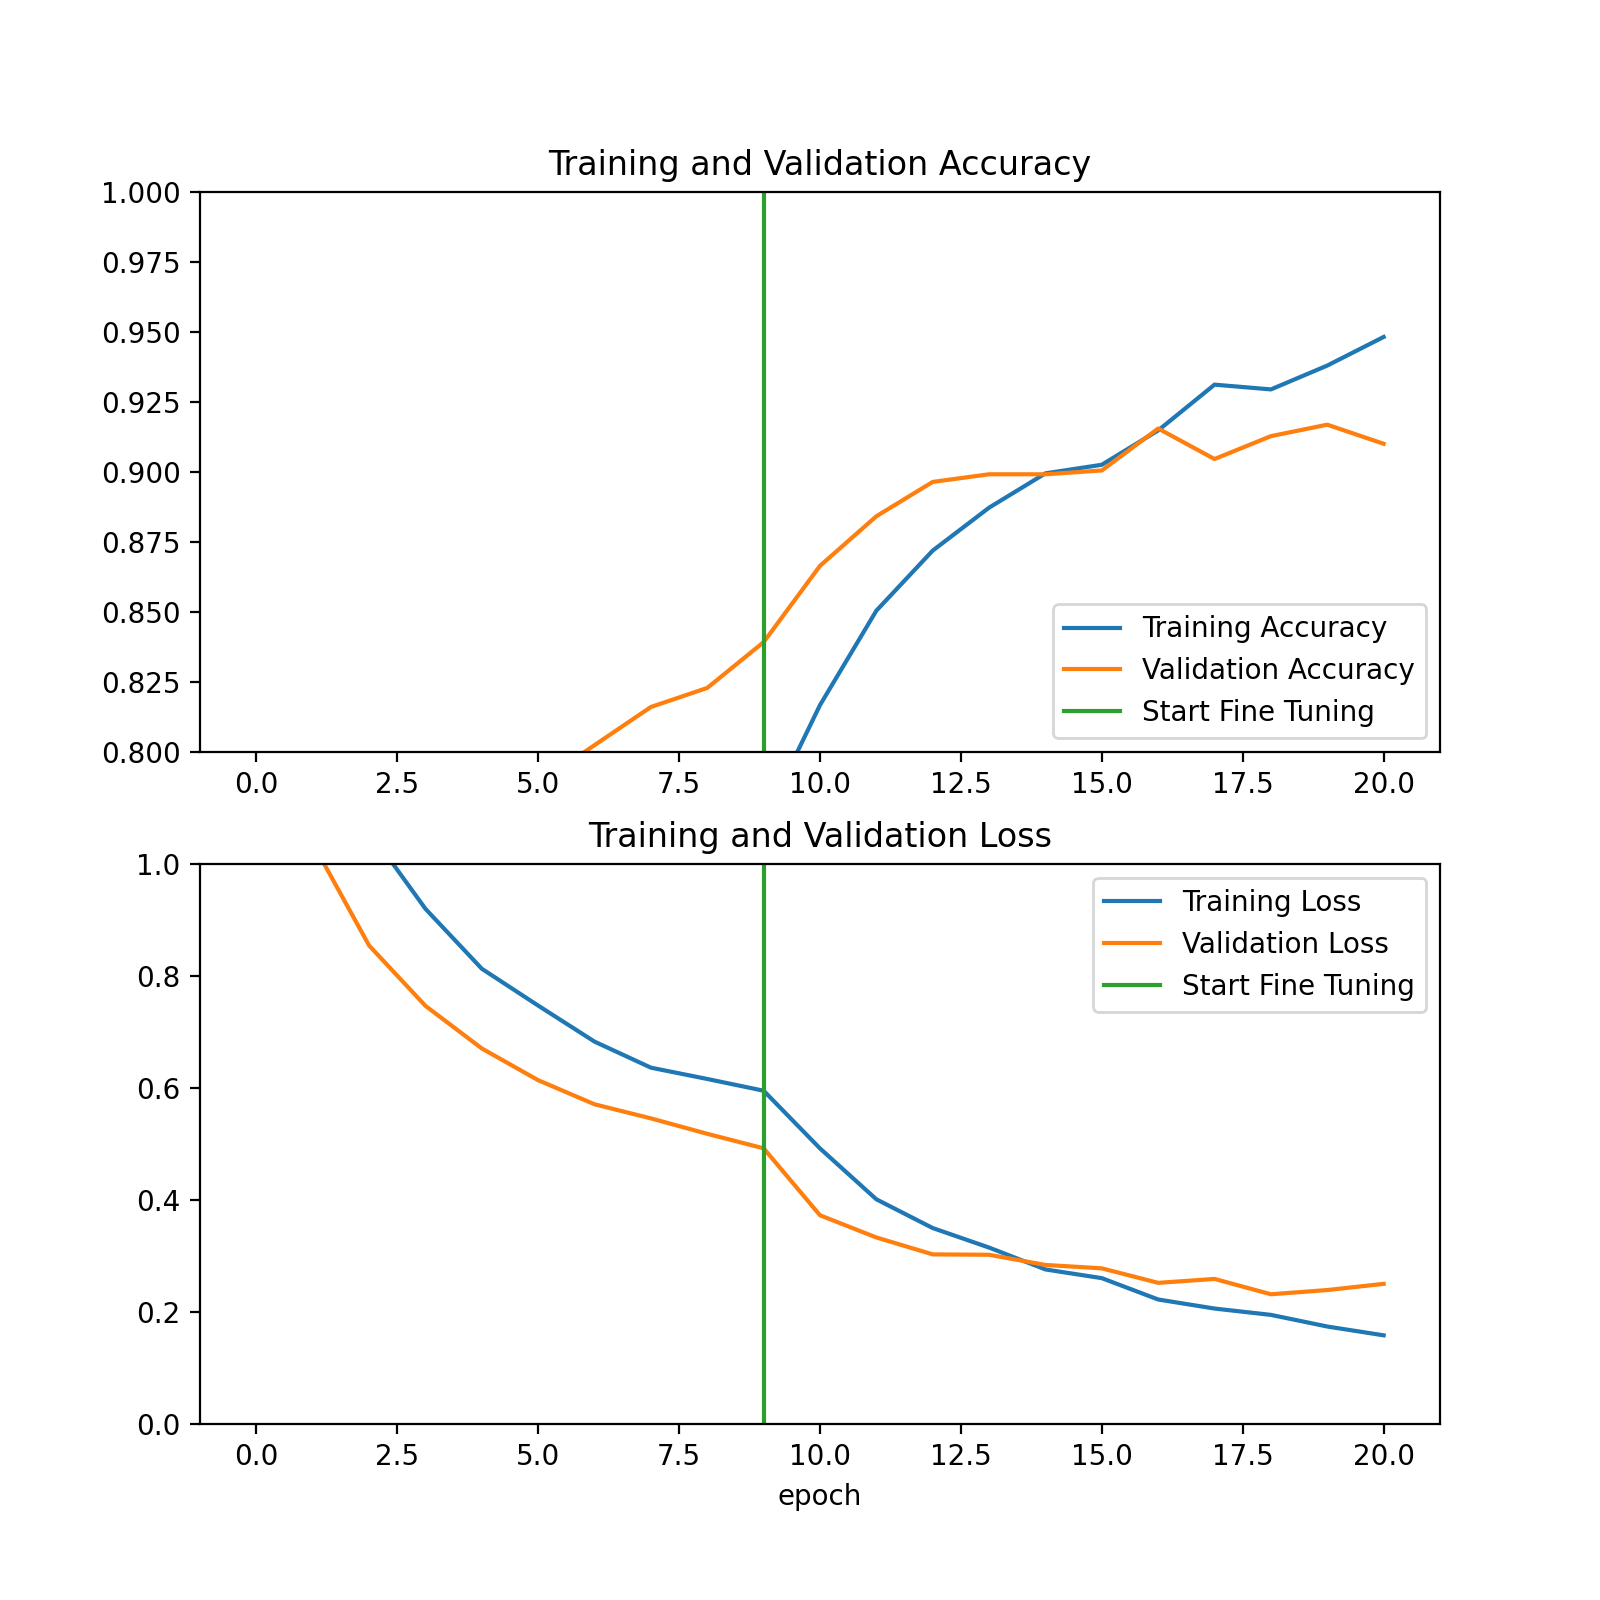 Training and Validation Accuracy
1.000
0.975
0.950
0.925
0.900
0.875
0.850
0.825
0.800
Training Accuracy
Validation Accuracy
Start Fine Tuning
0.0 2.5 5.0 7.5 10.0 12.5 15.0 17.5 20.0
Training and Validation Loss
1.0
0.8
0.6
0.4
0.2
0.0
Training Loss
Validation Loss
Start Fine Tuning
0.0 2.5 5.0 7.5 10.0 12.5 15.0 17.5 20.0
epoch